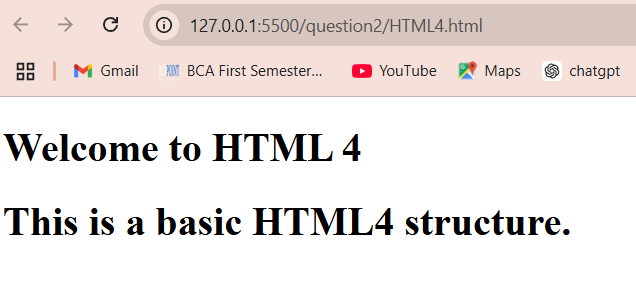 127.0.0.1:5500/question2/HTML4.html
Gmail POINT BCA First Semester... YouTube Maps chatgpt
Welcome to HTML 4
This is a basic HTML4 structure.